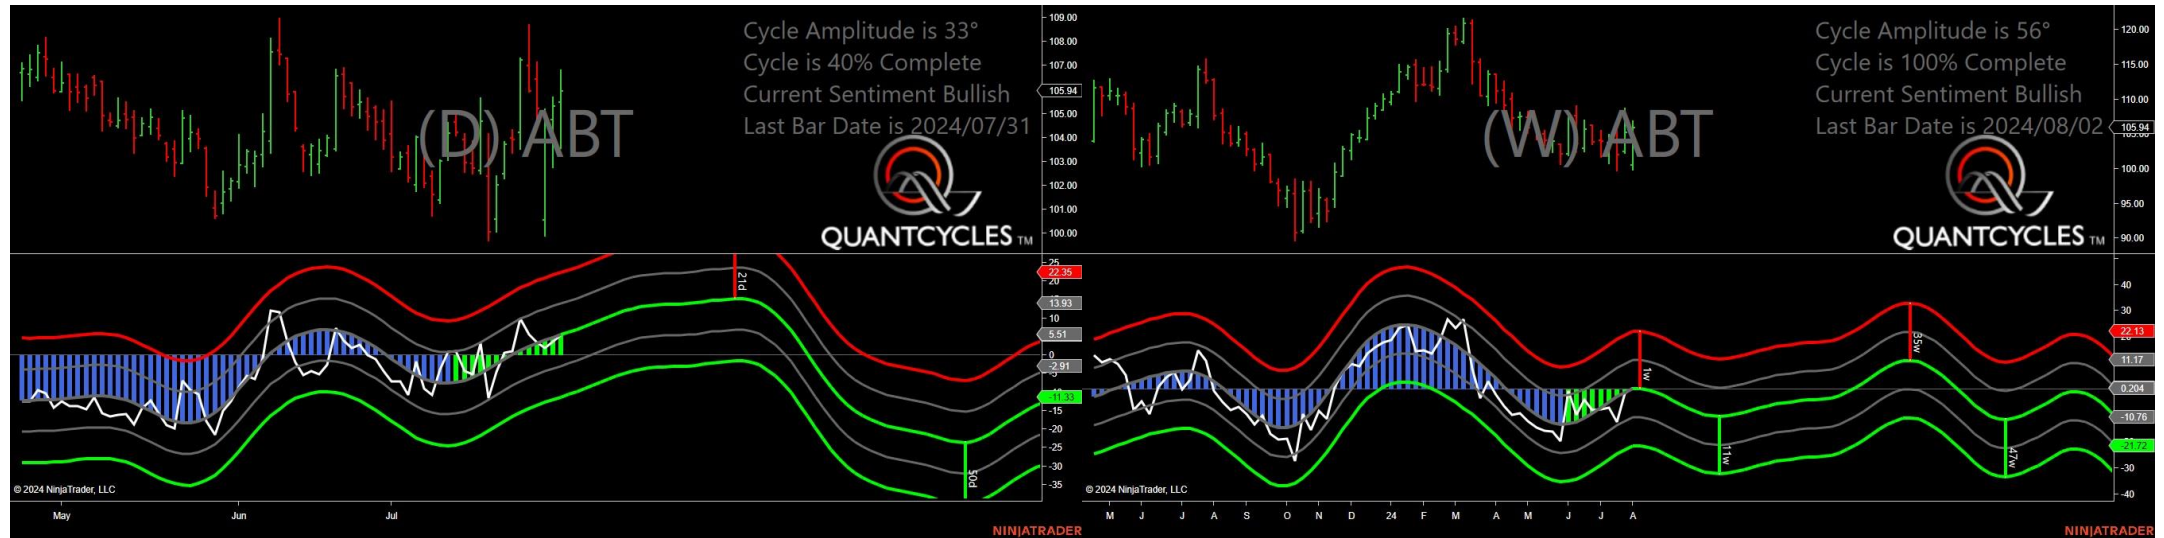 Cycle Amplitude is 33°
Cycle is 40% Complete
Current Sentiment Bullish
Last Bar Date is 2024/07/31
(D) ABT
QUANTCYCLES TM
109.00
108.00
107.00
105.94
105.00
104.00
103.00
102.00
101.00
100.00
25
22.35
20
13.93
10
5.51
0
-2.91
-5
-11.33
-15
-20
-25
-30
-35
21d
50d
© 2024 NinjaTrader, LLC
May Jun Jul
NINJATRADER
Cycle Amplitude is 56°
Cycle is 100% Complete
Current Sentiment Bullish
Last Bar Date is 2024/08/02
(W) ABT
QUANTCYCLES TM
120.00
115.00
110.00
105.94
100.00
95.00
90.00
40
30
22.13
11.17
0.204
-10.76
-21.72
-30
-40
1w
11w
35w
47w
© 2024 NinjaTrader, LLC
M J J A S O N D 24 F M A M J J A
NINJATRADER